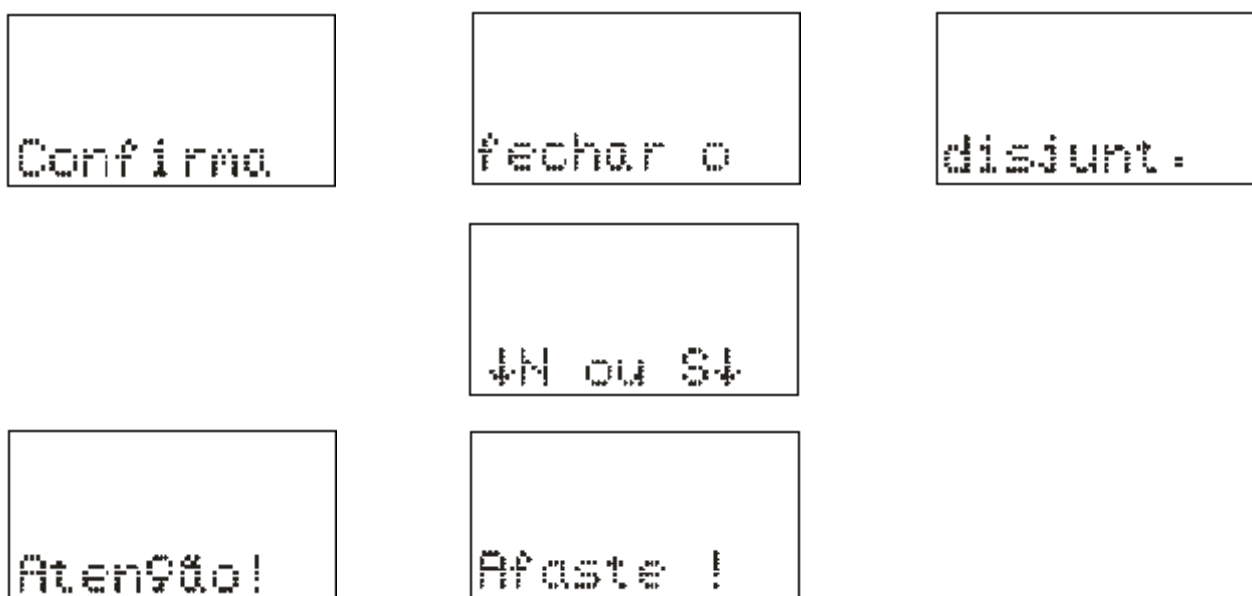 Confirma
fechar o
disjunt.
↓N ou S↓
Atenção!
Afaste !